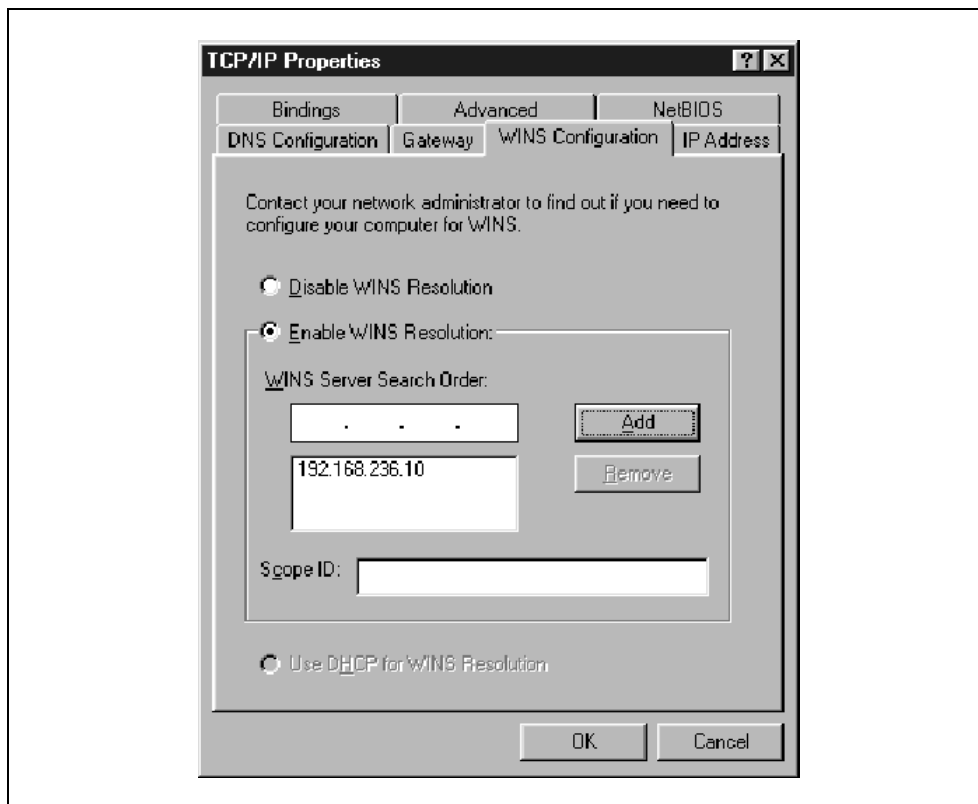 TCP/IP Properties
Bindings
Advanced
NetBIOS
DNS Configuration
Gateway
WINS Configuration
IP Address
Contact your network administrator to find out if you need to
configure your computer for WINS.
Disable WINS Resolution
Enable WINS Resolution:
WINS Server Search Order:
. . .
Add
192.168.236.10
Remove
Scope ID:
Use DHCP for WINS Resolution
OK
Cancel